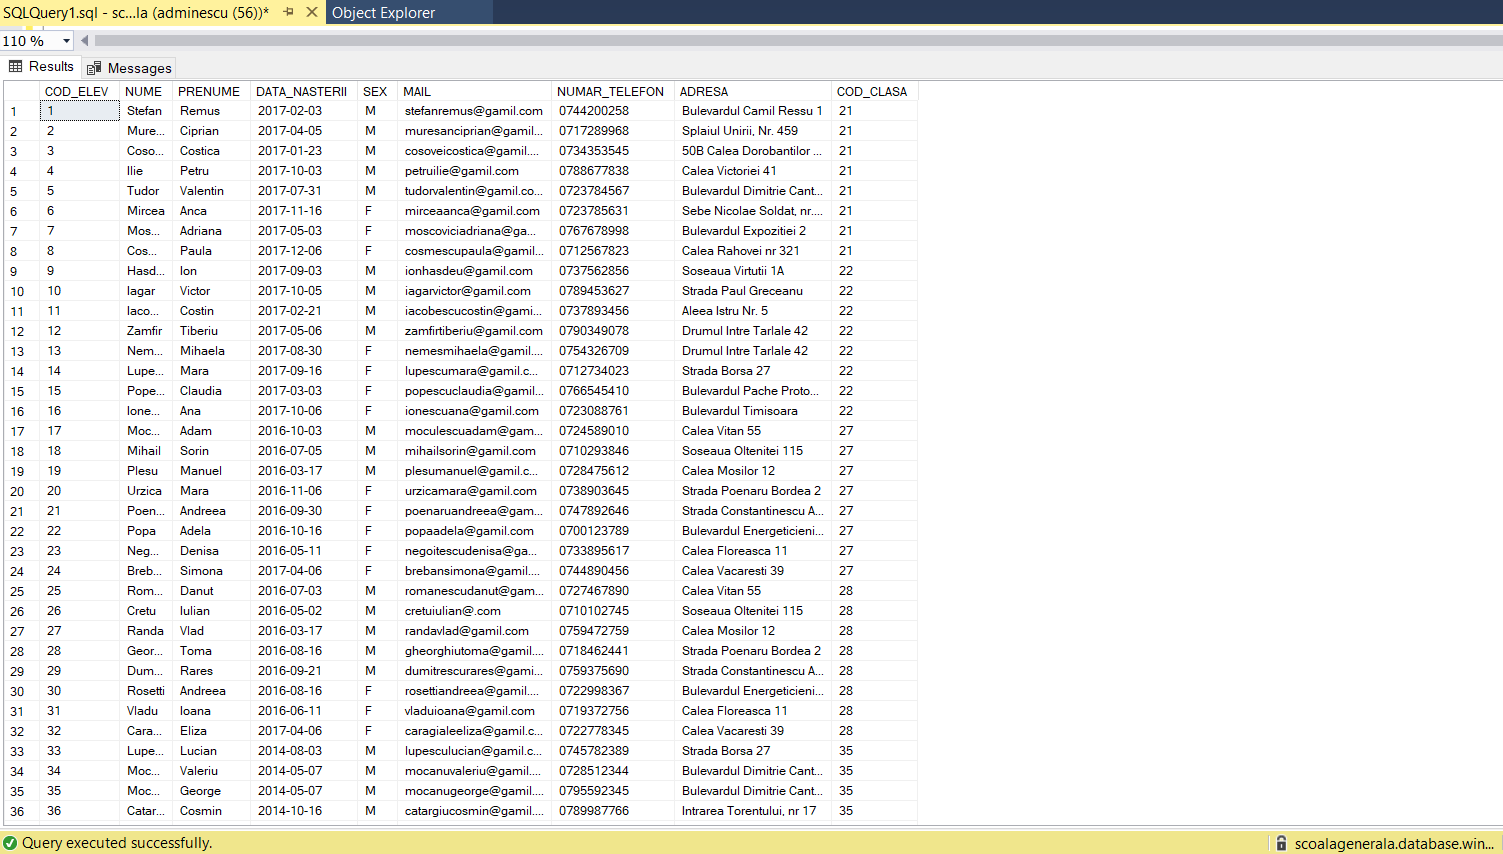 SQLQuery1.sql - sc...la (adminescu (56))* Object Explorer
110 %
Results Messages
COD_ELEV NUME PRENUME DATA_NASTERII SEX MAIL NUMAR_TELEFON ADRESA COD_CLASA
1 1 Stefan Remus 2017-02-03 M stefanremus@gamil.com 0744200258 Bulevardul Camil Ressu 1 21
2 2 Mure... Ciprian 2017-04-05 M muresanciprian@gamil... 0717289968 Splaiul Unirii, Nr. 459 21
3 3 Coso... Costica 2017-01-23 M cosoveicostica@gamil.... 0734353545 50B Calea Dorobantilor ... 21
4 4 Ilie Petru 2017-10-03 M petruilie@gamil.com 0788677838 Calea Victoriei 41 21
5 5 Tudor Valentin 2017-07-31 M tudorvalentin@gamil.co... 0723784567 Bulevardul Dimitrie Cant... 21
6 6 Mircea Anca 2017-11-16 F mirceaanca@gamil.com 0723785631 Sebe Nicolae Soldat, nr.... 21
7 7 Mos... Adriana 2017-05-03 F moscoviciadriana@ga... 0767678998 Bulevardul Expozitiei 2 21
8 8 Cos... Paula 2017-12-06 F cosmescupaula@gamil... 0712567823 Calea Rahovei nr 321 21
9 9 Hasd... Ion 2017-09-03 M ionhasdeu@gamil.com 0737562856 Soseaua Virtutii 1A 22
10 10 Iagar Victor 2017-10-05 M iagarvictor@gamil.com 0789453627 Strada Paul Greceanu 22
11 11 Iaco... Costin 2017-02-21 M iacobescucostin@gami... 0737893456 Aleea Istru Nr. 5 22
12 12 Zamfir Tiberiu 2017-05-06 M zamfirtiberiu@gamil.com 0790349078 Drumul Intre Tarlale 42 22
13 13 Nem... Mihaela 2017-08-30 F nemesmihaela@gamil.... 0754326709 Drumul Intre Tarlale 42 22
14 14 Lupe... Mara 2017-09-16 F lupescumara@gamil.c... 0712734023 Strada Borsa 27 22
15 15 Pope... Claudia 2017-03-03 F popescuclaudia@gamil... 0766545410 Bulevardul Pache Proto... 22
16 16 Ione... Ana 2017-10-06 F ionescuana@gamil.com 0723088761 Bulevardul Timisoara 22
17 17 Moc... Adam 2016-10-03 M moculescuadam@gam... 0724589010 Calea Vitan 55 27
18 18 Mihail Sorin 2016-07-05 M mihailsorin@gamil.com 0710293846 Soseaua Oltenitei 115 27
19 19 Plesu Manuel 2016-03-17 M plesumanuel@gamil.c... 0728475612 Calea Mosilor 12 27
20 20 Urzica Mara 2016-11-06 F urzicamara@gamil.com 0738903645 Strada Poenaru Bordea 2 27
21 21 Poen... Andreea 2016-09-30 F poenaruandreea@gam... 0747892646 Strada Constantinescu A... 27
22 22 Popa Adela 2016-10-16 F popaadela@gamil.com 0700123789 Bulevardul Energeticieni... 27
23 23 Neg... Denisa 2016-05-11 F negoitescudenisa@ga... 0733895617 Calea Floreasca 11 27
24 24 Breb... Simona 2017-04-06 F brebansimona@gamil.... 0744890456 Calea Vacaresti 39 27
25 25 Rom... Danut 2016-07-03 M romanescudanut@gam... 0727467890 Calea Vitan 55 28
26 26 Cretu Iulian 2016-05-02 M cretuiulian@.com 0710102745 Soseaua Oltenitei 115 28
27 27 Randa Vlad 2016-03-17 M randavlad@gamil.com 0759472759 Calea Mosilor 12 28
28 28 Geor... Toma 2016-08-16 M gheorghiutoma@gamil.... 0718462441 Strada Poenaru Bordea 2 28
29 29 Dum... Rares 2016-09-21 M dumitrescurares@gami... 0759375690 Strada Constantinescu A... 28
30 30 Rosetti Andreea 2016-08-16 F rosettiandreea@gamil.... 0722998367 Bulevardul Energeticieni... 28
31 31 Vladu Ioana 2016-06-11 F vladuioana@gamil.com 0719372756 Calea Floreasca 11 28
32 32 Cara... Eliza 2017-04-06 F caragialeeliza@gamil.c... 0722778345 Calea Vacaresti 39 28
33 33 Lupe... Lucian 2014-08-03 M lupesculucian@gamil.c... 0745782389 Strada Borsa 27 35
34 34 Moc... Valeriu 2014-05-07 M mocanuvaleriu@gamil.... 0728512344 Bulevardul Dimitrie Cant... 35
35 35 Moc... George 2014-05-07 M mocanugeorge@gamil.... 0795592345 Bulevardul Dimitrie Cant... 35
36 36 Catar... Cosmin 2014-10-16 M catargiucosmin@gamil.... 0789987766 Intrarea Torentului, nr 17 35
Query executed successfully. scoalagenerala.database.win...